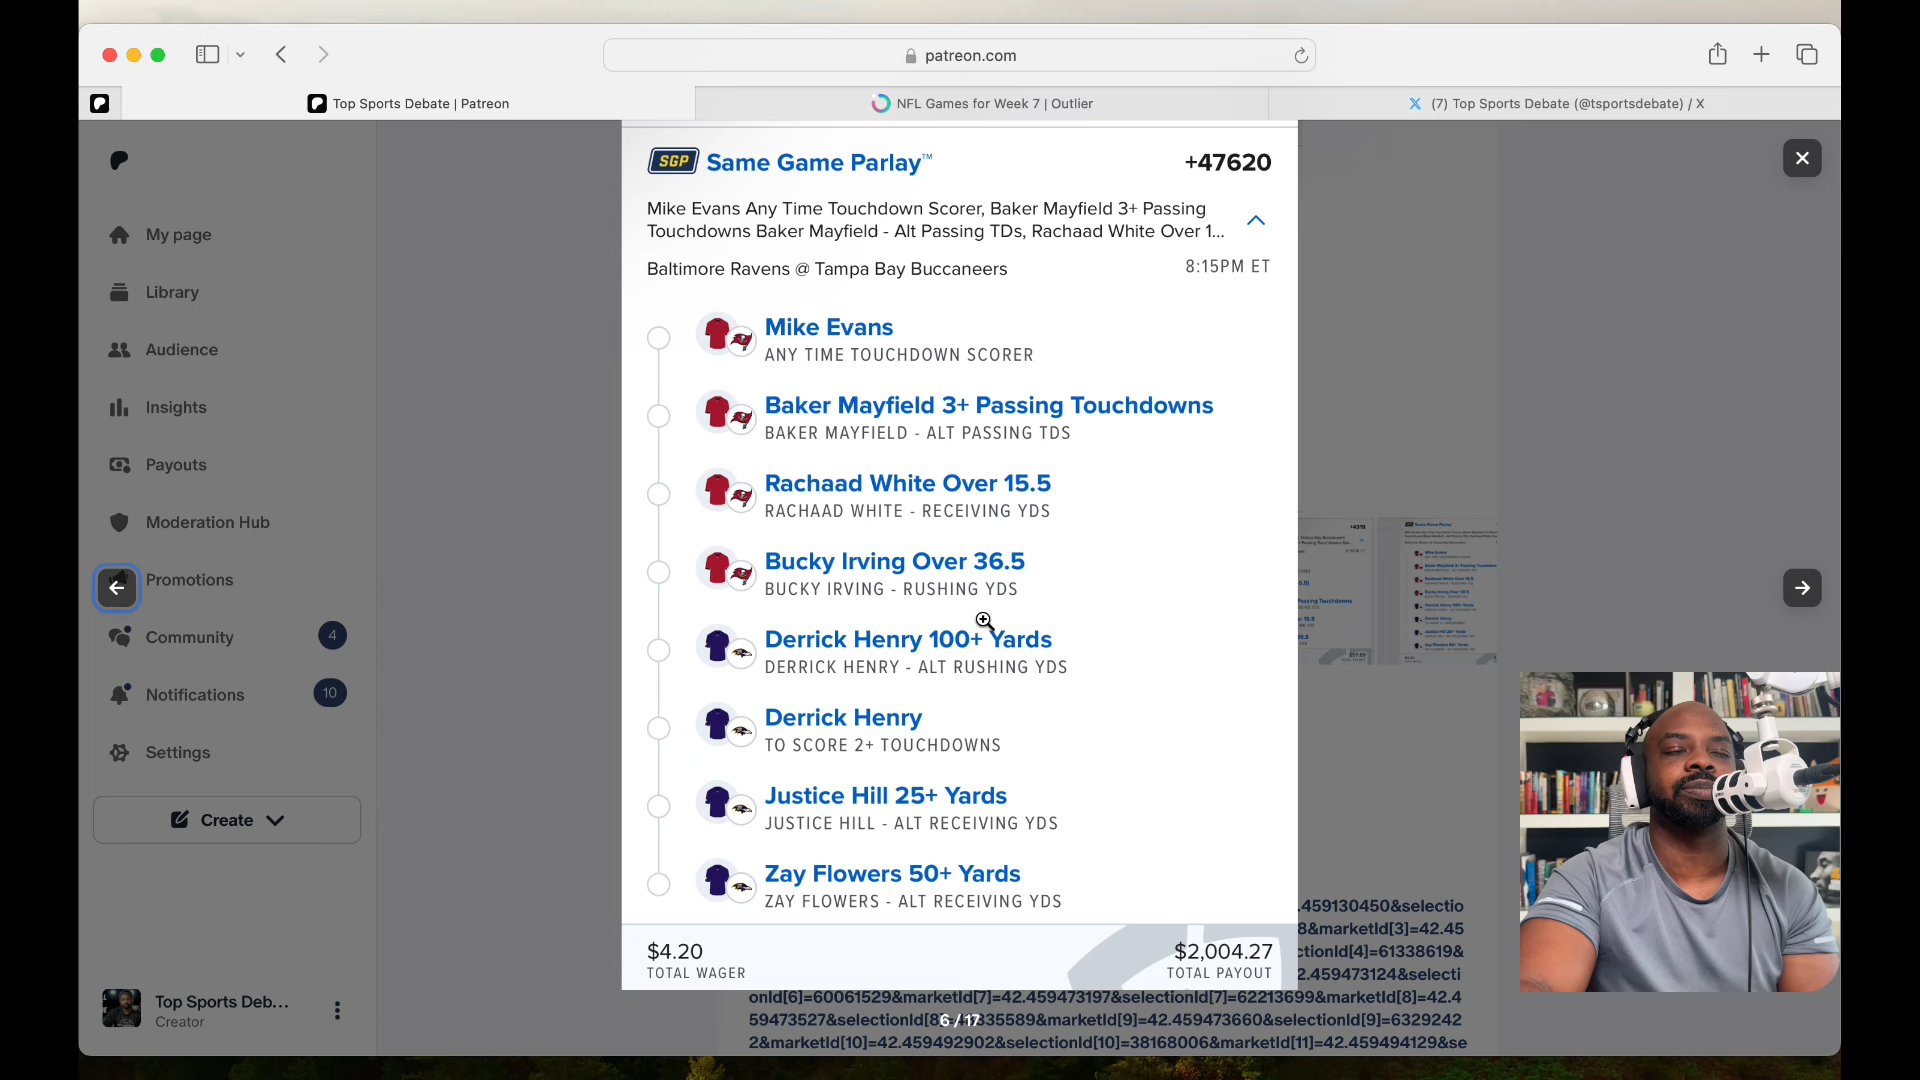 patreon.com
Top Sports Debate | Patreon
NFL Games for Week 7 | Outlier
(7) Top Sports Debate (@tsportsdebate) / X
My page
Library
Audience
Insights
Payouts
Moderation Hub
Promotions
Community 4
Notifications 10
Settings
Create
Top Sports Deb...
Creator
SGP Same Game Parlay™ +47620
Mike Evans Any Time Touchdown Scorer, Baker Mayfield 3+ Passing
Touchdowns Baker Mayfield - Alt Passing TDs, Rachaad White Over 1...
Baltimore Ravens @ Tampa Bay Buccaneers 8:15PM ET
Mike Evans
ANY TIME TOUCHDOWN SCORER
Baker Mayfield 3+ Passing Touchdowns
BAKER MAYFIELD - ALT PASSING TDS
Rachaad White Over 15.5
RACHAAD WHITE - RECEIVING YDS
Bucky Irving Over 36.5
BUCKY IRVING - RUSHING YDS
Derrick Henry 100+ Yards
DERRICK HENRY - ALT RUSHING YDS
Derrick Henry
TO SCORE 2+ TOUCHDOWNS
Justice Hill 25+ Yards
JUSTICE HILL - ALT RECEIVING YDS
Zay Flowers 50+ Yards
ZAY FLOWERS - ALT RECEIVING YDS
$4.20 $2,004.27
TOTAL WAGER TOTAL PAYOUT
.459130450&selectio
8&marketId[3]=42.45
ctionId[4]=61338619&
2.459473124&selecti
onId[6]=60061529&marketId[7]=42.459473197&selectionId[7]=62213699&marketId[8]=42.4
59473527&selectionId[8 335589&marketId[9]=42.459473660&selectionId[9]=6329242
6 / 17
2&marketId[10]=42.459492902&selectionId[10]=38168006&marketId[11]=42.459494129&se